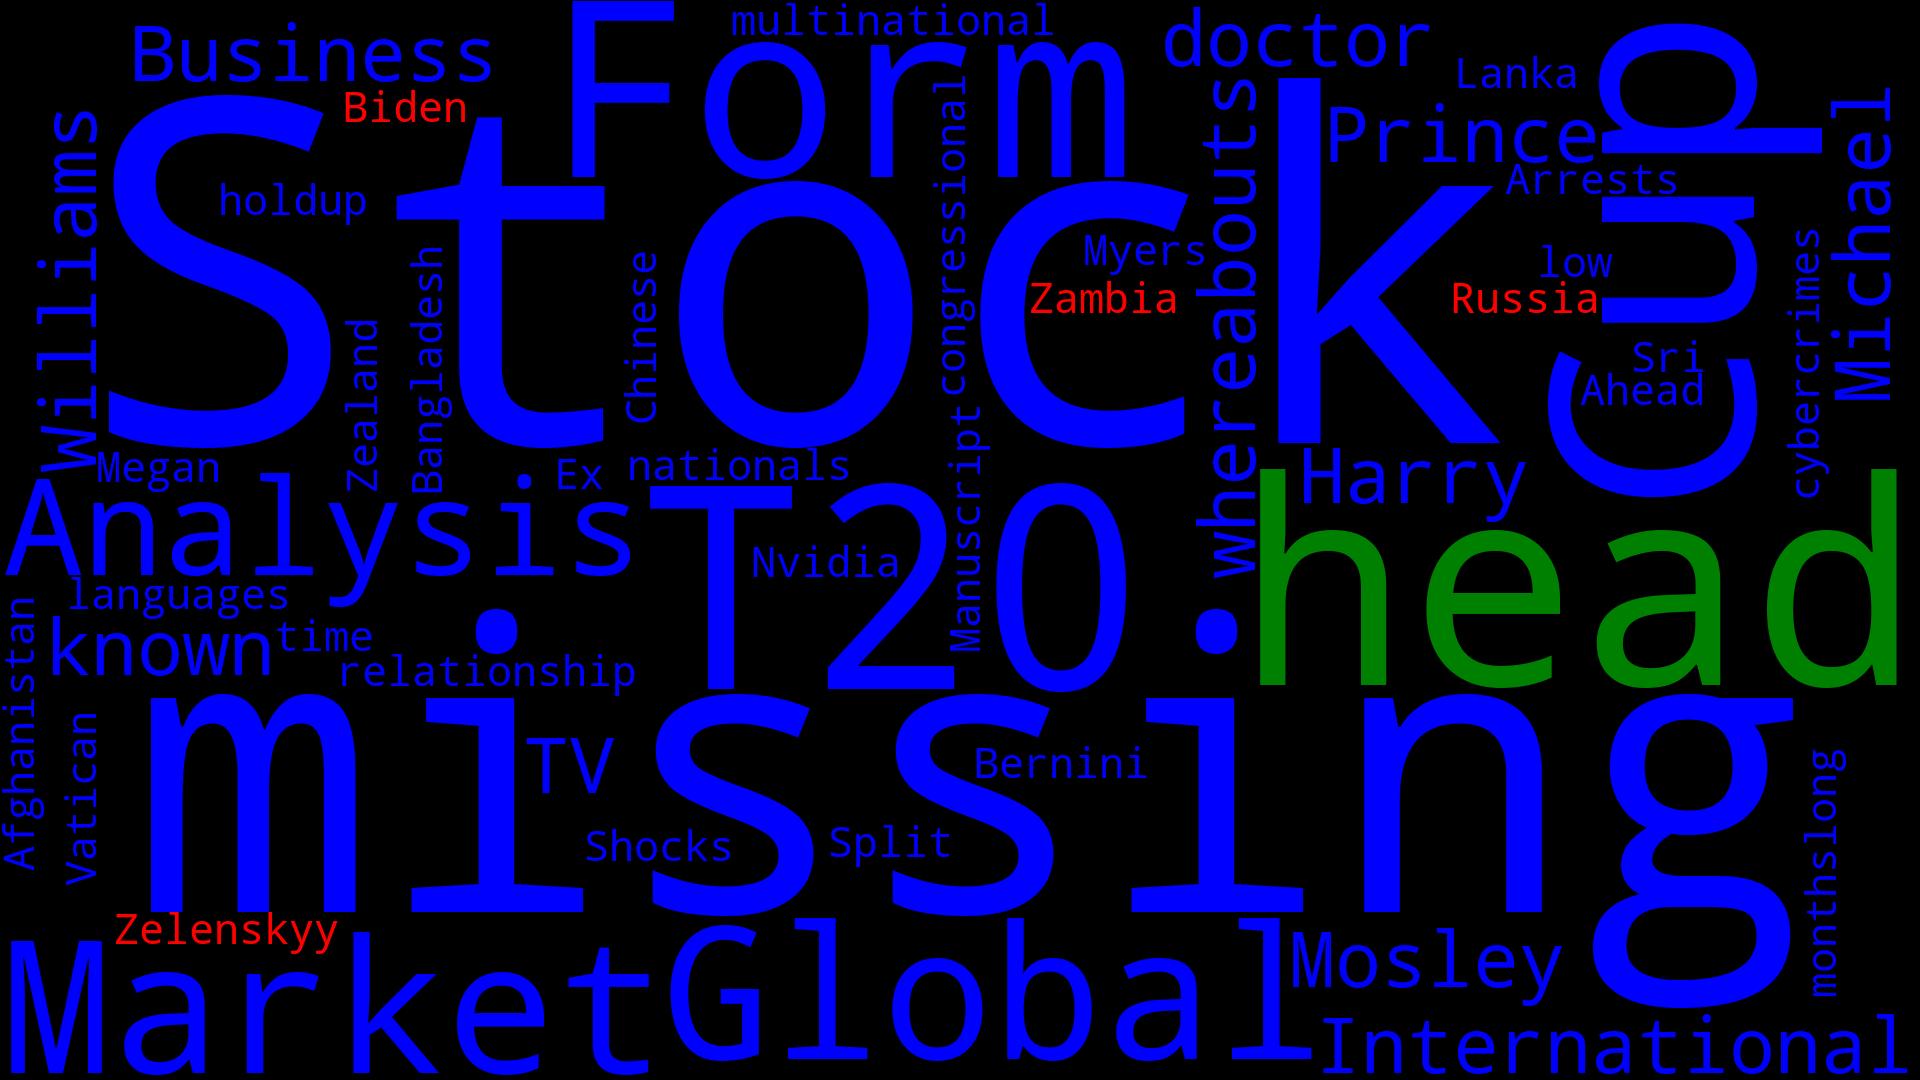 multinational
Business
Form
doctor
Lanka
Cup
Biden
Stock
Prince
Michael
Williams
holdup
congressional
whereabouts
Arrests
Bangladesh
Chinese
Myers
low
Zambia
Russia
cybercrimes
Zealand
Sri
Ahead
Megan
Ex
nationals
Manuscript
Harry
Analysis
T20
Nvidia
head
languages
known
time
relationship
Afghanistan
Vatican
missing
TV
Bernini
Shocks
Split
monthslong
Zelenskyy
Market
Global
Mosley
International